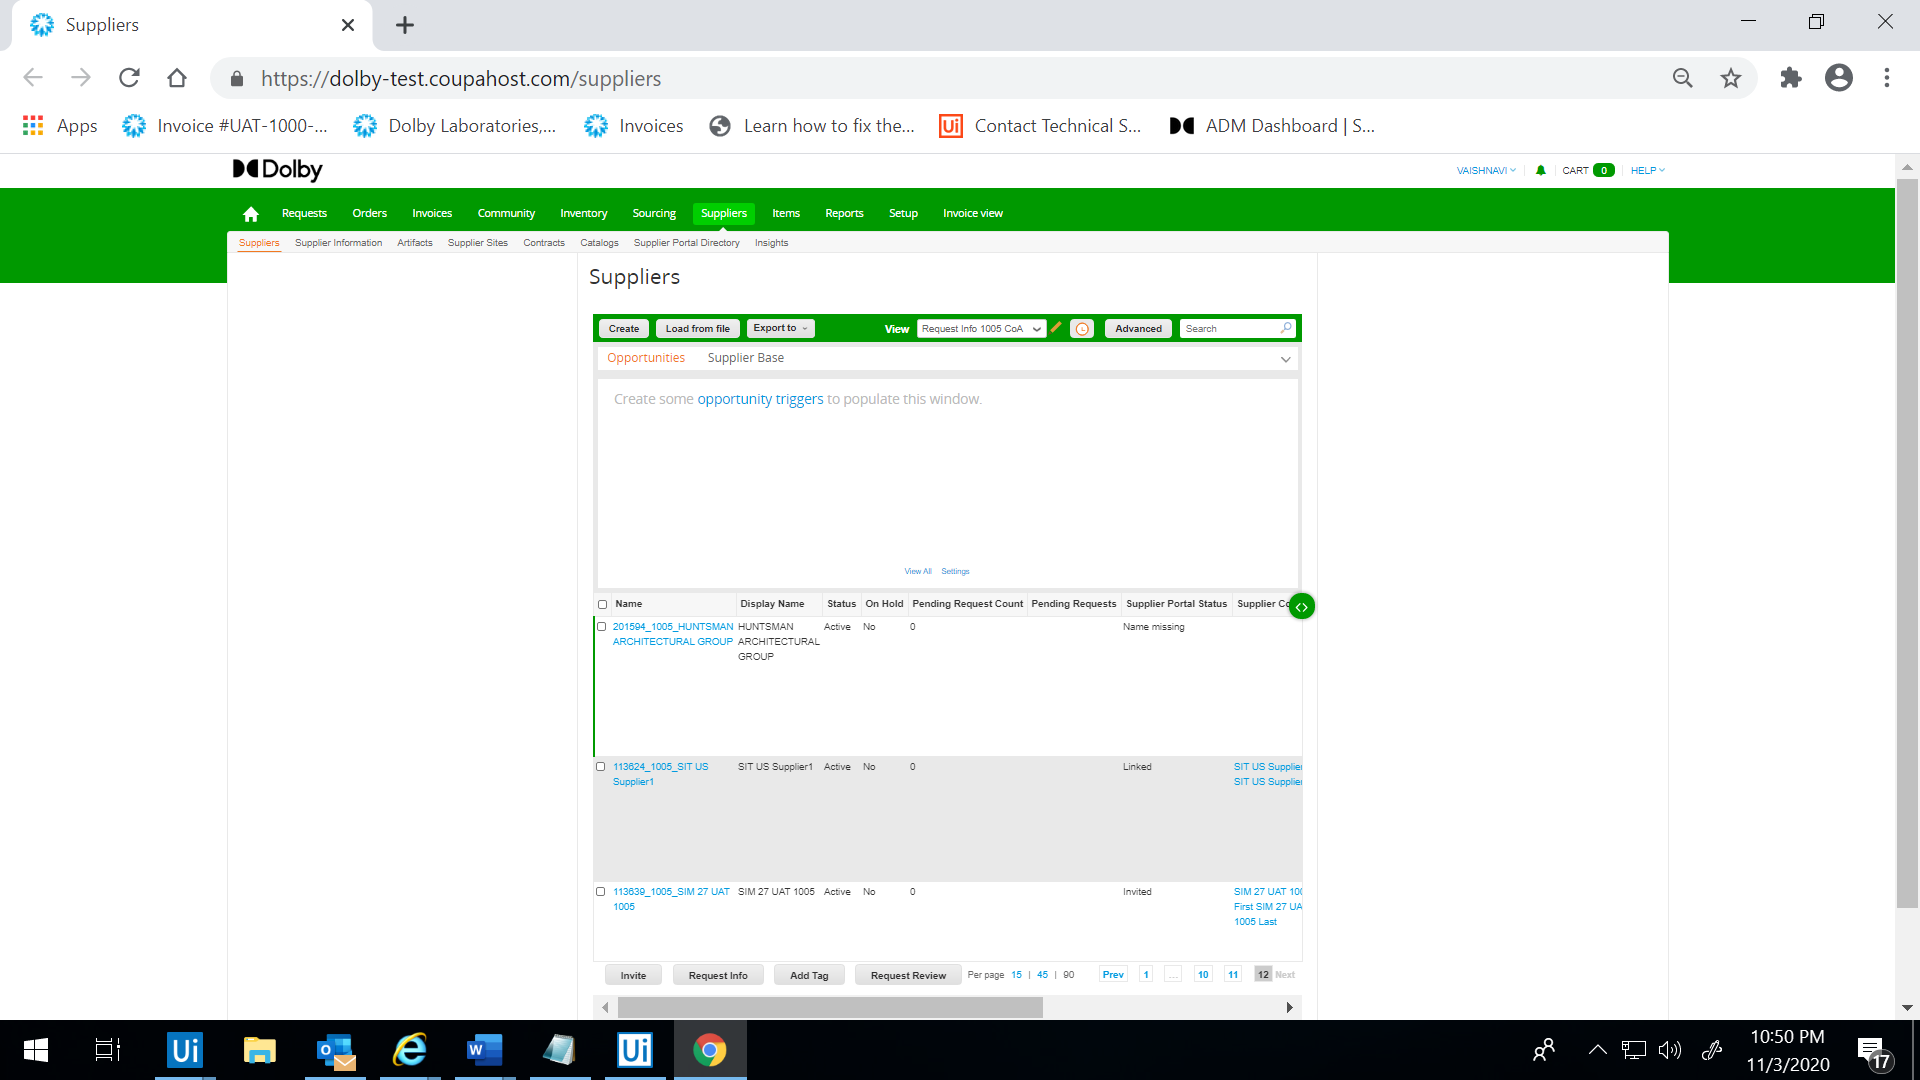 Suppliers
https://dolby-test.coupahost.com/suppliers
Apps Invoice #UAT-1000-... Dolby Laboratories,... Invoices Learn how to fix the... Contact Technical S... ADM Dashboard | S...
Dolby
VAISHNAVI CART 0 HELP
Requests Orders Invoices Community Inventory Sourcing Suppliers Items Reports Setup Invoice view
Suppliers Supplier Information Artifacts Supplier Sites Contracts Catalogs Supplier Portal Directory Insights
Suppliers
Create Load from file Export to View Request Info 1005 CoA Advanced Search
Opportunities Supplier Base
Create some opportunity triggers to populate this window.
View All Settings
Name Display Name Status On Hold Pending Request Count Pending Requests Supplier Portal Status Supplier Co
201594_1005_HUNTSMAN HUNTSMAN Active No 0 Name missing
ARCHITECTURAL GROUP ARCHITECTURAL
GROUP
113624_1005_SIT US SIT US Supplier1 Active No 0 Linked SIT US Supplier
Supplier1 SIT US Supplier
113639_1005_SIM 27 UAT SIM 27 UAT 1005 Active No 0 Invited SIM 27 UAT 100
1005 First SIM 27 UA
1005 Last
Invite Request Info Add Tag Request Review Per page 15 | 45 | 90 Prev 1 ... 10 11 12 Next
Ui W Ui 10:50 PM
11/3/2020 17